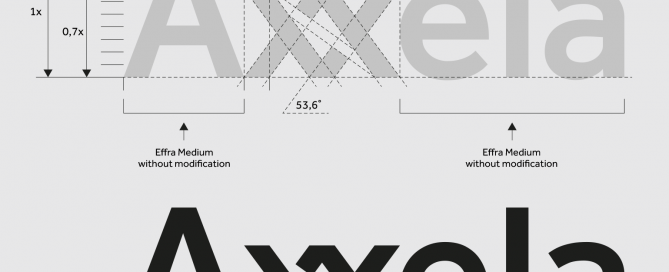 1x
0,7x
Axxela
53,6°
Effra Medium
without modification
Effra Medium
without modification
Axxela